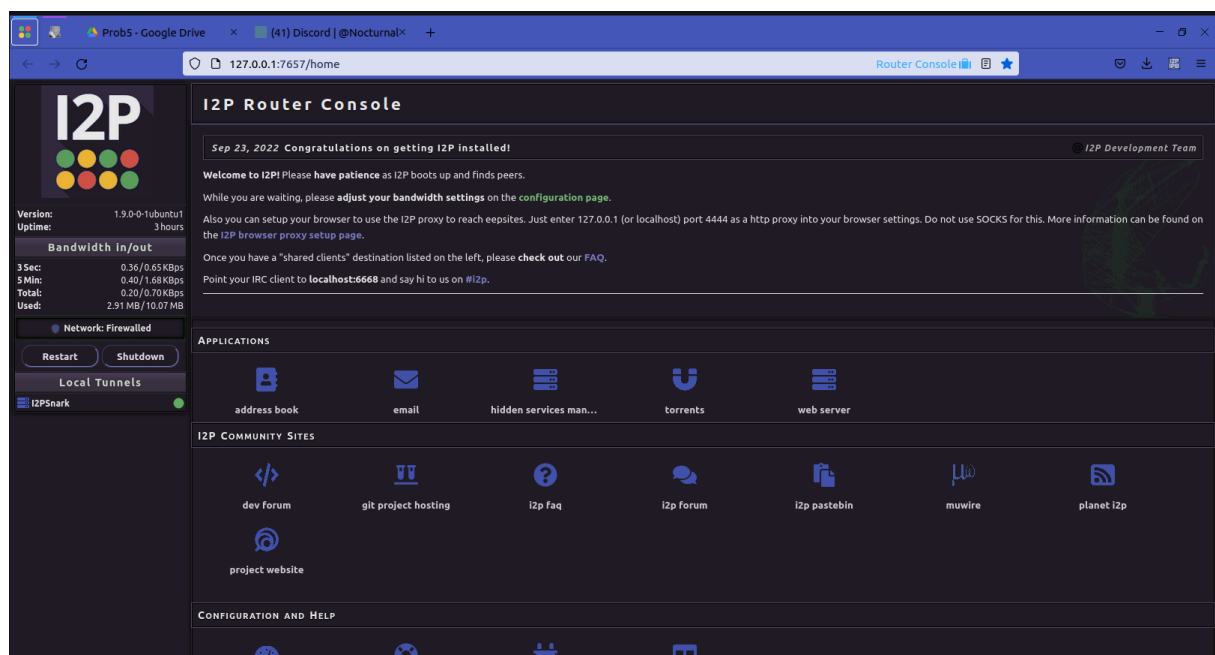 Prob5 - Google Drive × (41) Discord | @Nocturnal× +
127.0.0.1:7657/home Router Console
I2P
Version: 1.9.0-0-1ubuntu1
Uptime: 3 hours
Bandwidth in/out
3 Sec: 0.36/0.65 KBps
5 Min: 0.40/1.68 KBps
Total: 0.20/0.70 KBps
Used: 2.91 MB/10.07 MB
Network: Firewalled
Restart Shutdown
Local Tunnels
I2PSnark
I2P Router Console
Sep 23, 2022 Congratulations on getting I2P installed! @I2P Development Team
Welcome to I2P! Please have patience as I2P boots up and finds peers.
While you are waiting, please adjust your bandwidth settings on the configuration page.
Also you can setup your browser to use the I2P proxy to reach eepsites. Just enter 127.0.0.1 (or localhost) port 4444 as a http proxy into your browser settings. Do not use SOCKS for this. More information can be found on
the I2P browser proxy setup page.
Once you have a "shared clients" destination listed on the left, please check out our FAQ.
Point your IRC client to localhost:6668 and say hi to us on #i2p.
APPLICATIONS
address book email hidden services man... torrents web server
I2P COMMUNITY SITES
dev forum git project hosting i2p faq i2p forum i2p pastebin muwire planet i2p
project website
CONFIGURATION AND HELP